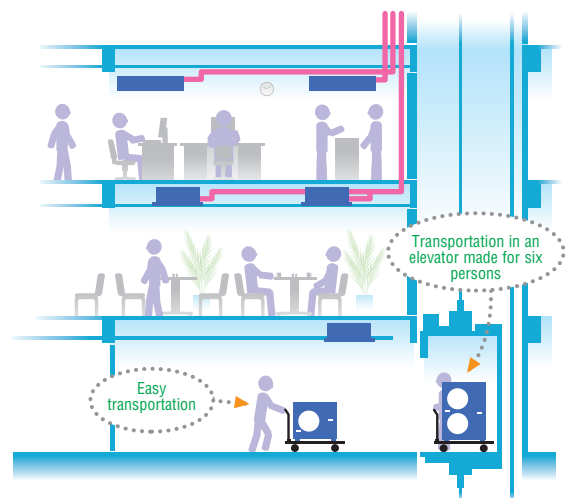 Transportation in an
elevator made for six
persons
Easy
transportation